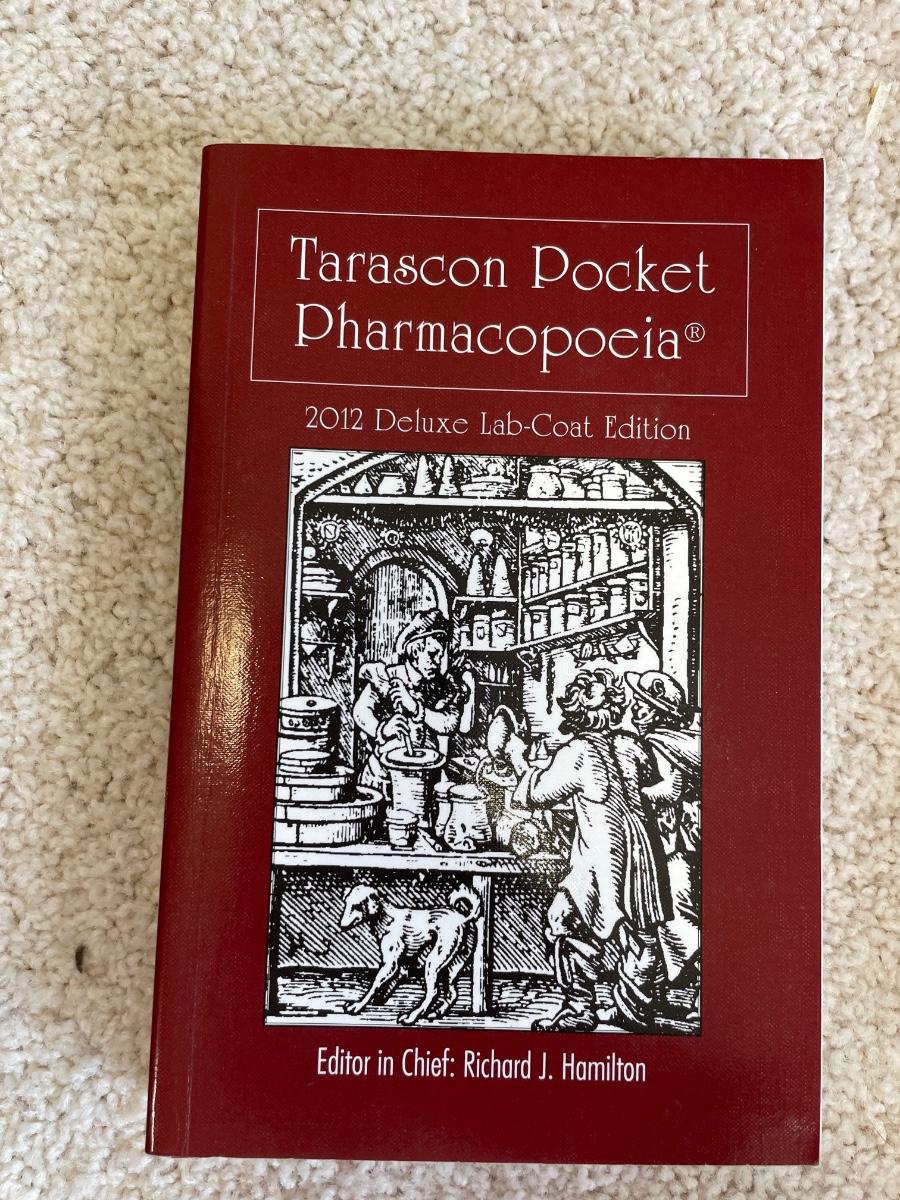 Tarascon Pocket
Pharmacopoeia®
2012 Deluxe Lab-Coat Edition
Editor in Chief: Richard J. Hamilton